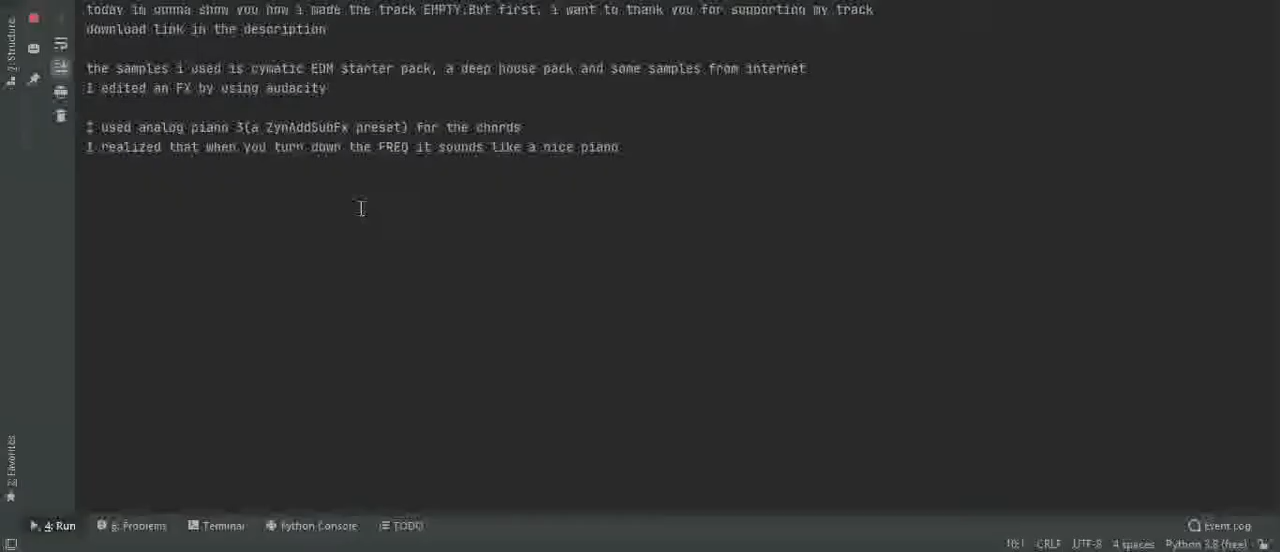 today im gonna show you how i made the track EMPTY.But first, i want to thank you for supporting my track
download link in the description
the samples i used is cymatic EDM starter pack, a deep house pack and some samples from internet
I edited an FX by using audacity
I used analog piano 3(a ZynAddSubFx preset) for the chords
I realized that when you turn down the FREQ it sounds like a nice piano
Z: Structure
2: Favorites
4: Run
6: Problems
Terminal
Python Console
TODO
Event Log
CRLF
UTF-8
4 spaces
Python 3.8 (free)